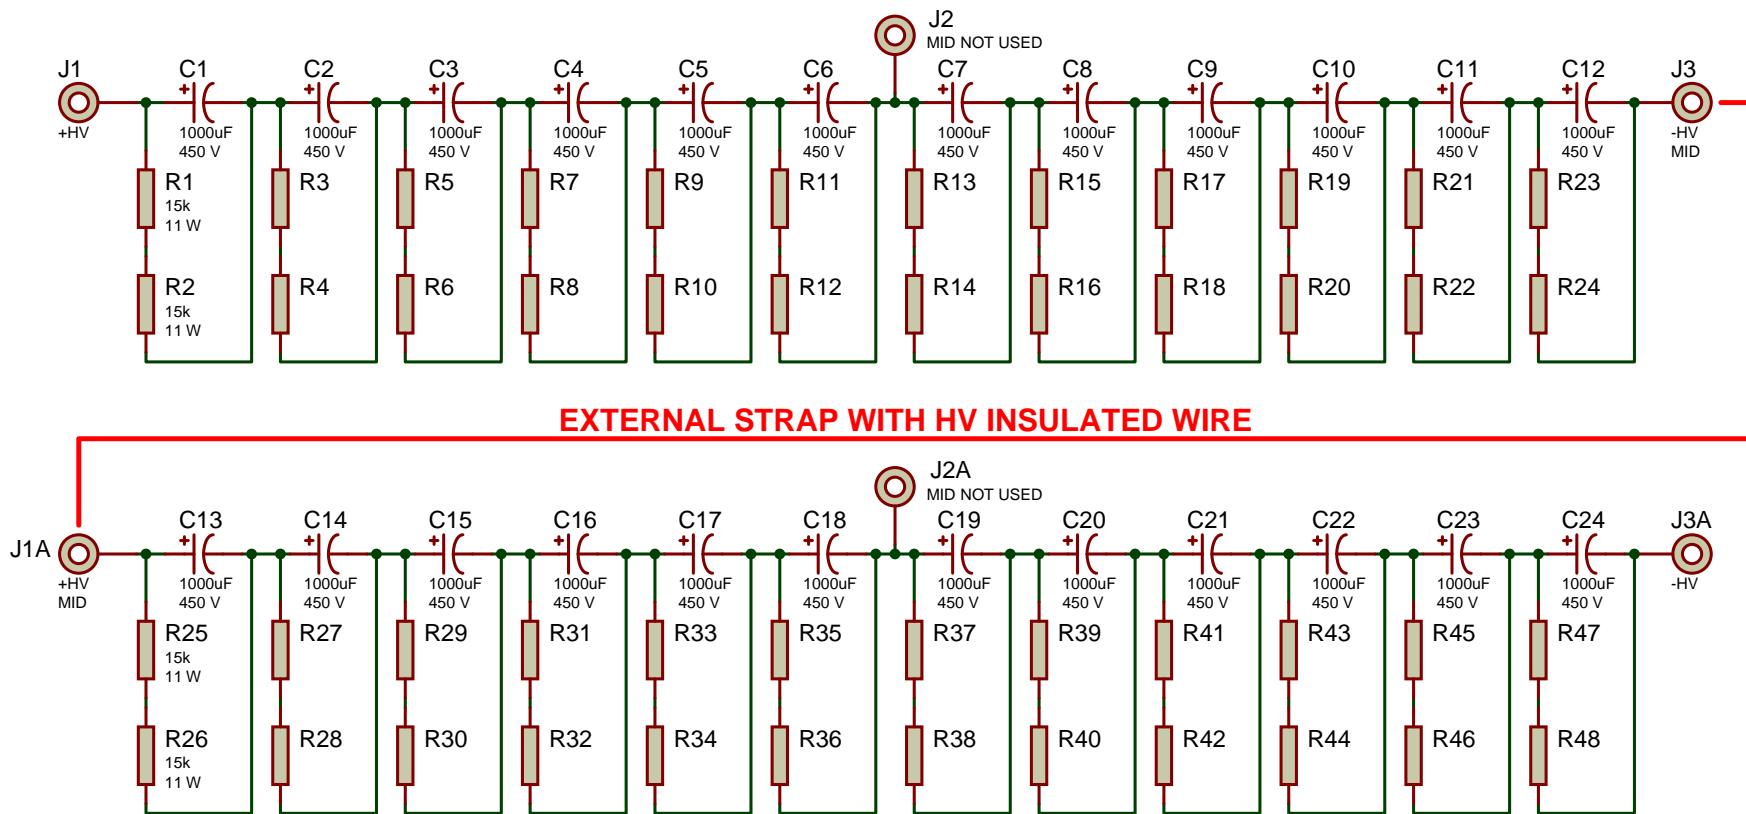 J2
MID NOT USED
J1 C1 C2 C3 C4 C5 C6 C7 C8 C9 C10 C11 C12 J3
+ + + + + + + + + + + +
+HV 1000uF 1000uF 1000uF 1000uF 1000uF 1000uF 1000uF 1000uF 1000uF 1000uF 1000uF 1000uF -HV
450 V 450 V 450 V 450 V 450 V 450 V 450 V 450 V 450 V 450 V 450 V 450 V MID
R1 R3 R5 R7 R9 R11 R13 R15 R17 R19 R21 R23
15k
11 W
R2 R4 R6 R8 R10 R12 R14 R16 R18 R20 R22 R24
15k
11 W
EXTERNAL STRAP WITH HV INSULATED WIRE
J2A
MID NOT USED
C13 C14 C15 C16 C17 C18 C19 C20 C21 C22 C23 C24 J3A
J1A + + + + + + + + + + + +
+HV 1000uF 1000uF 1000uF 1000uF 1000uF 1000uF 1000uF 1000uF 1000uF 1000uF 1000uF 1000uF -HV
MID 450 V 450 V 450 V 450 V 450 V 450 V 450 V 450 V 450 V 450 V 450 V 450 V
R25 R27 R29 R31 R33 R35 R37 R39 R41 R43 R45 R47
15k
11 W
R26 R28 R30 R32 R34 R36 R38 R40 R42 R44 R46 R48
15k
11 W